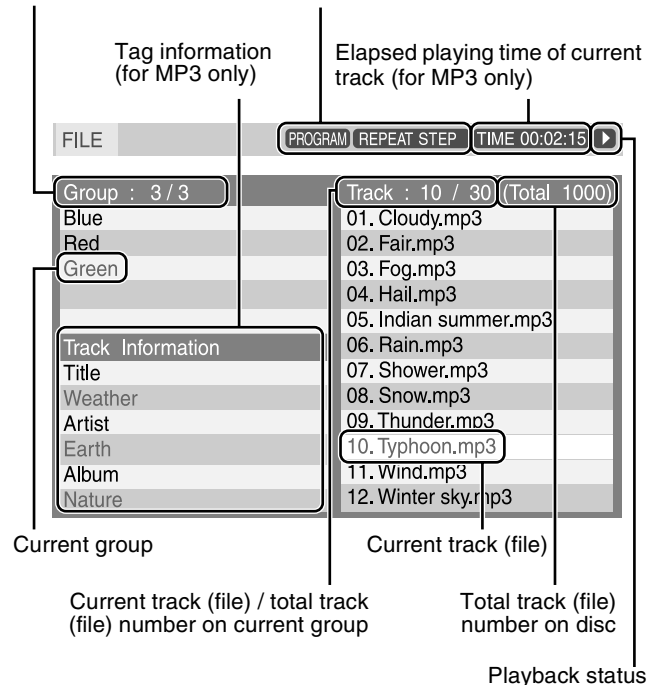 Tag information
(for MP3 only)
Elapsed playing time of current
track (for MP3 only)
FILE
PROGRAM REPEAT STEP TIME 00:02:15
Group : 3 / 3
Blue
Red
Green
Track Information
Title
Weather
Artist
Earth
Album
Nature
Track : 10 / 30 (Total 1000)
01. Cloudy.mp3
02. Fair.mp3
03. Fog.mp3
04. Hail.mp3
05. Indian summer.mp3
06. Rain.mp3
07. Shower.mp3
08. Snow.mp3
09. Thunder.mp3
10. Typhoon.mp3
11. Wind.mp3
12. Winter sky.mp3
Current group
Current track (file)
Current track (file) / total track
(file) number on current group
Total track (file)
number on disc
Playback status